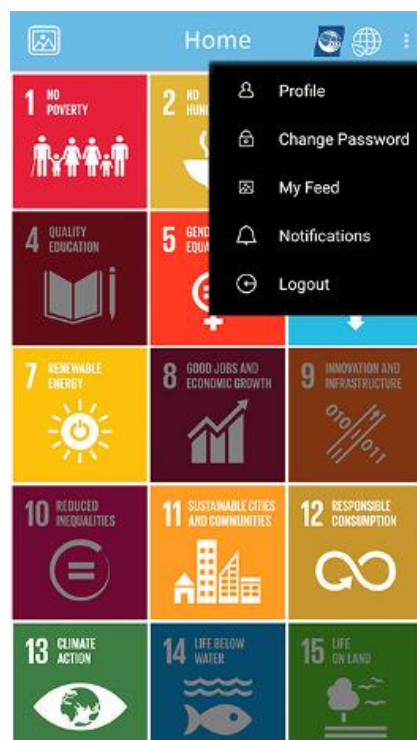 Home
1 NO
POVERTY
2 NO
Profile
Change Password
My Feed
Notifications
Logout
4 QUALITY
EDUCATION
5
7 RENEWABLE
ENERGY
8 GOOD JOBS AND
ECONOMIC GROWTH
9 INNOVATION AND
INFRASTRUCTURE
010
011
10 REDUCED
INEQUALITIES
11 SUSTAINABLE CITIES
AND COMMUNITIES
12 RESPONSIBLE
CONSUMPTION
13 CLIMATE
ACTION
14 LIFE BELOW
WATER
15 LIFE
ON LAND